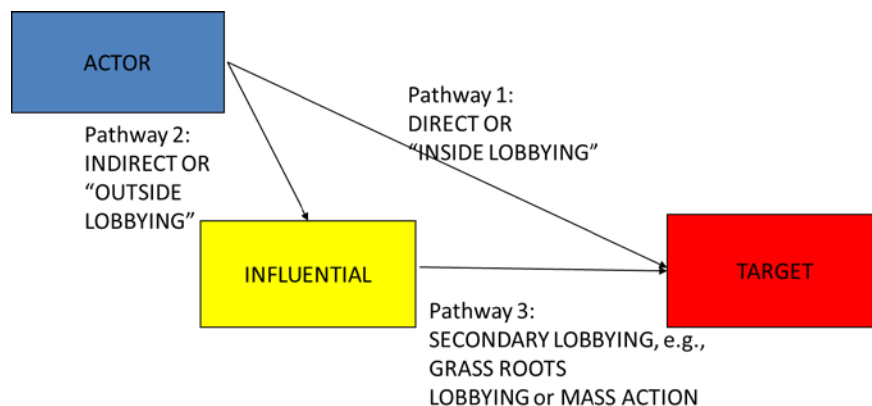 ACTOR
Pathway 1:
DIRECT OR
“INSIDE LOBBYING”
Pathway 2:
INDIRECT OR
“OUTSIDE
LOBBYING”
INFLUENTIAL
TARGET
Pathway 3:
SECONDARY LOBBYING, e.g.,
GRASS ROOTS
LOBBYING or MASS ACTION